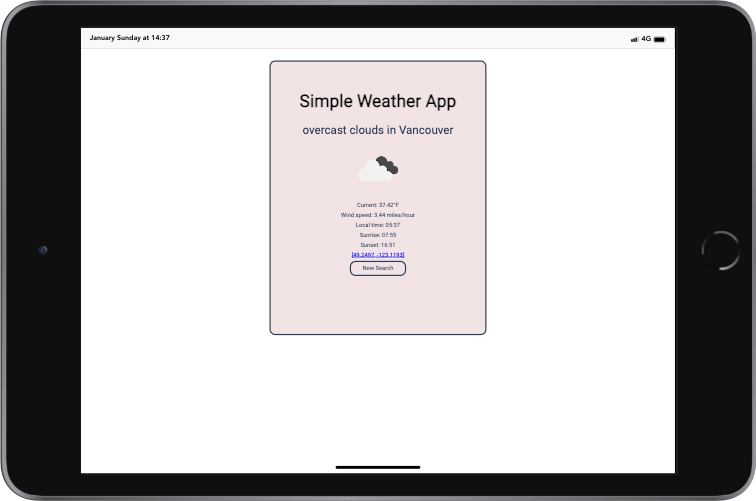 January Sunday at 14:37
4G
Simple Weather App
overcast clouds in Vancouver
Current: 37.42°F
Wind speed: 3.44 miles/hour
Local time: 05:37
Sunrise: 07:55
Sunset: 16:51
[49.2497, -123.1193]
New Search